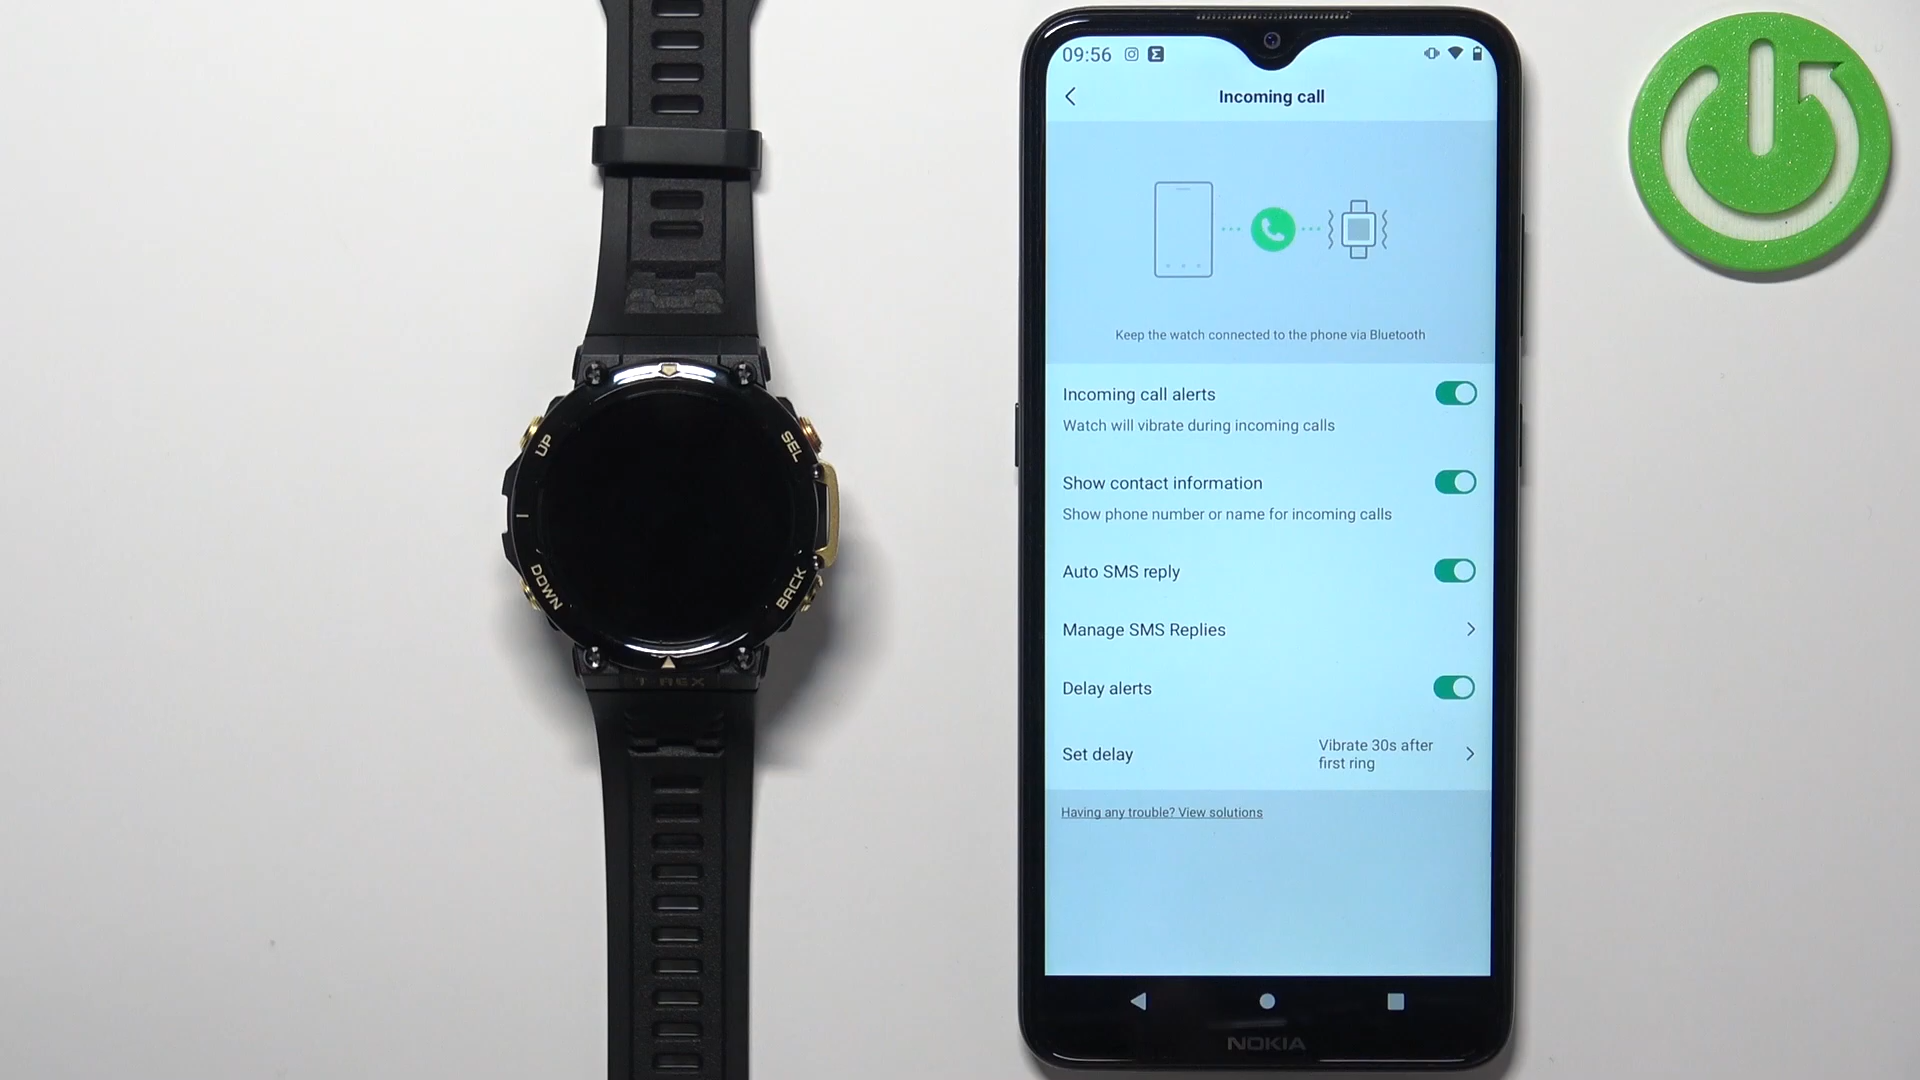 UP
SEL
DOWN
BACK
T-REX
09:56
Incoming call
Keep the watch connected to the phone via Bluetooth
Incoming call alerts
Watch will vibrate during incoming calls
Show contact information
Show phone number or name for incoming calls
Auto SMS reply
Manage SMS Replies
Delay alerts
Set delay
Vibrate 30s after
first ring
Having any trouble? View solutions
NOKIA